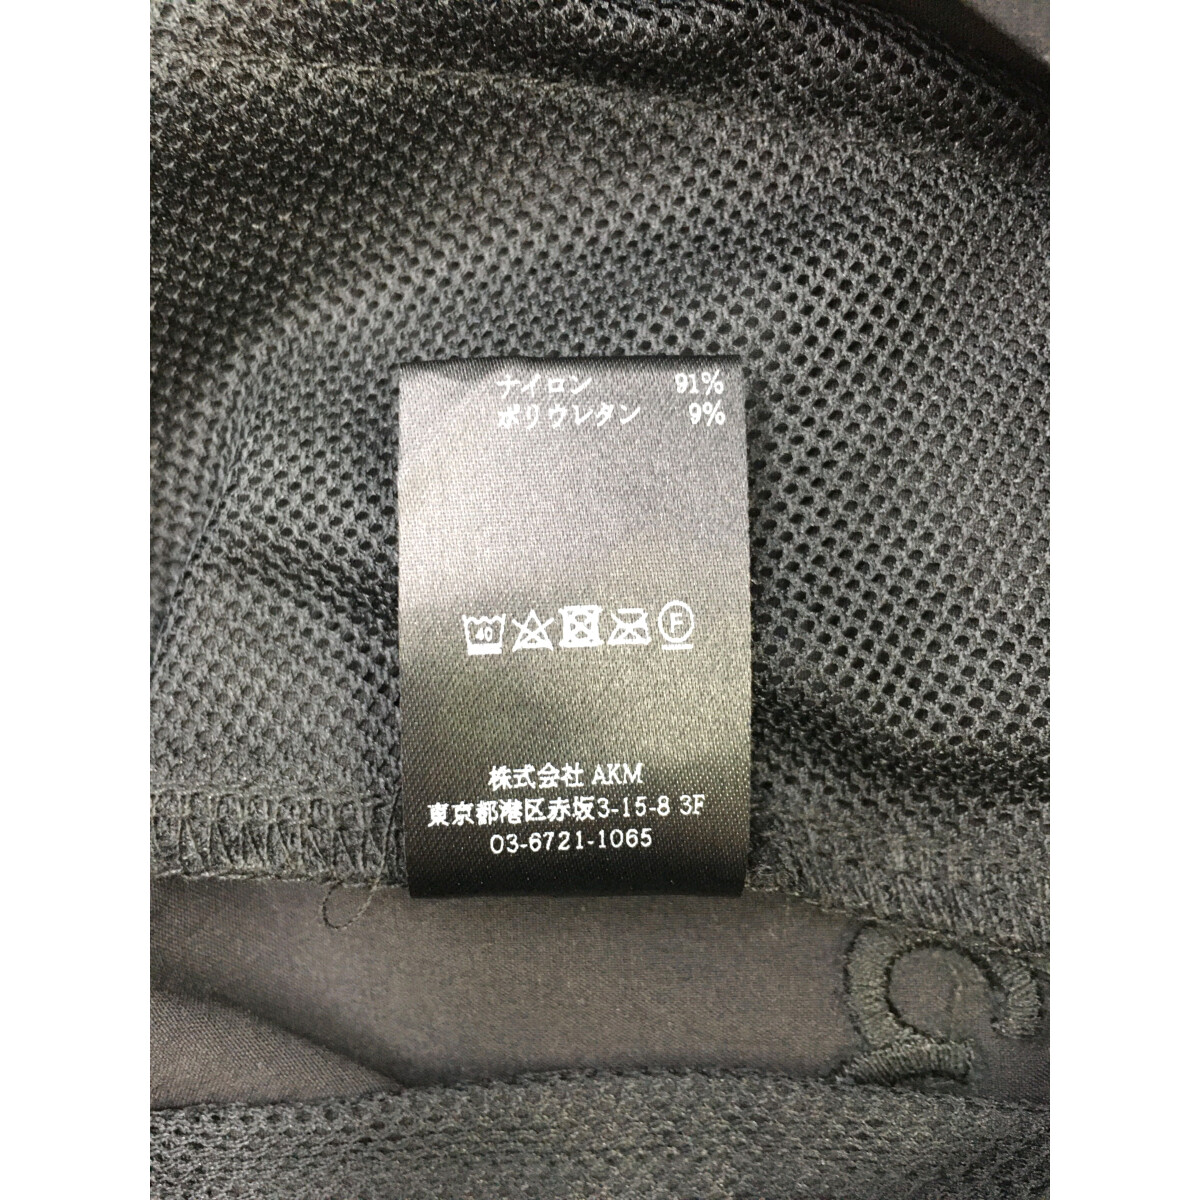 ナイロン 91%
ポリウレタン 9%
40 F
株式会社 AKM
東京都港区赤坂3-15-8 3F
03-6721-1065